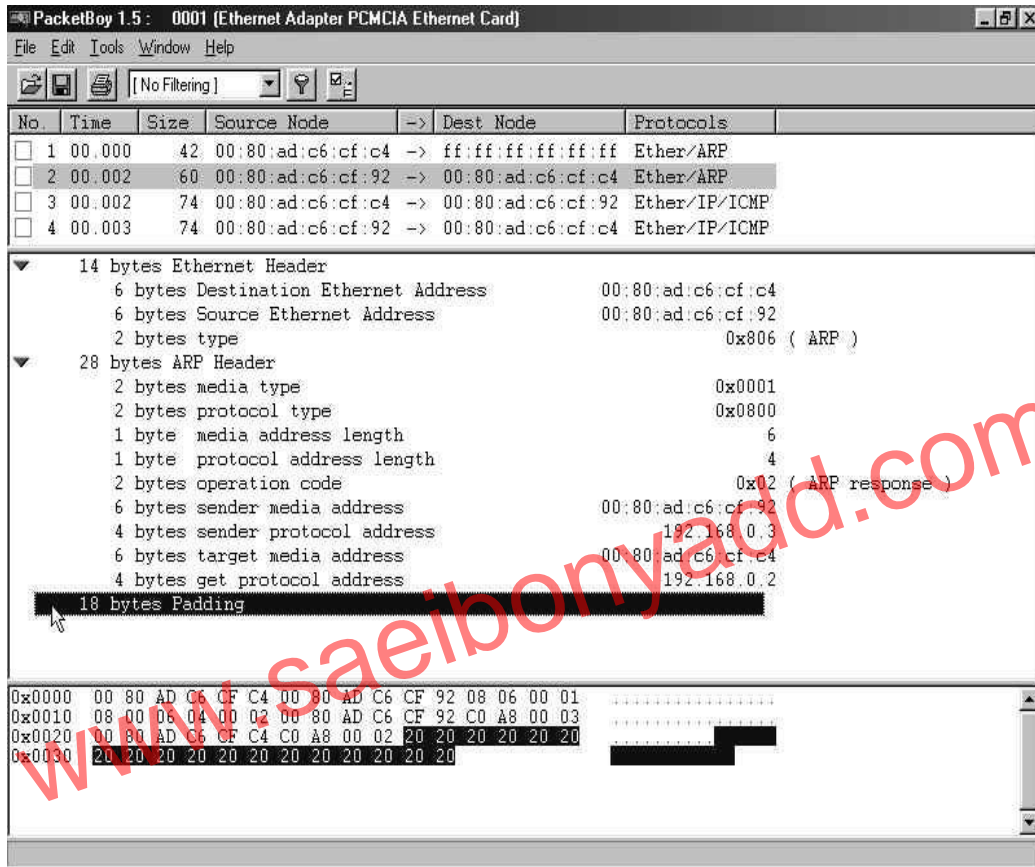 PacketBoy 1.5 : 0001 (Ethernet Adapter PCMCIA Ethernet Card)
File Edit Tools Window Help
[ No Filtering ]
No. Time Size Source Node -> Dest Node Protocols
1 00.000 42 00:80:ad:c6:cf:c4 -> ff:ff:ff:ff:ff:ff Ether/ARP
2 00.002 60 00:80:ad:c6:cf:92 -> 00:80:ad:c6:cf:c4 Ether/ARP
3 00.002 74 00:80:ad:c6:cf:c4 -> 00:80:ad:c6:cf:92 Ether/IP/ICMP
4 00.003 74 00:80:ad:c6:cf:92 -> 00:80:ad:c6:cf:c4 Ether/IP/ICMP
14 bytes Ethernet Header
6 bytes Destination Ethernet Address 00:80:ad:c6:cf:c4
6 bytes Source Ethernet Address 00:80:ad:c6:cf:92
2 bytes type 0x806 ( ARP )
28 bytes ARP Header
2 bytes media type 0x0001
2 bytes protocol type 0x0800
1 byte media address length 6
1 byte protocol address length 4
2 bytes operation code 0x02 ( ARP response )
6 bytes sender media address 00:80:ad:c6:cf:92
4 bytes sender protocol address 192.168.0.3
6 bytes target media address 00:80:ad:c6:cf:c4
4 bytes get protocol address 192.168.0.2
18 bytes Padding
0x0000 00 80 AD C6 CF C4 00 80 AD C6 CF 92 08 06 00 01 ................
0x0010 08 00 06 04 00 02 00 80 AD C6 CF 92 C0 A8 00 03 ................
0x0020 00 80 AD C6 CF C4 C0 A8 00 02 20 20 20 20 20 20 ..........
0x0030 20 20 20 20 20 20 20 20 20 20 20 20
www.saeibonyadd.com